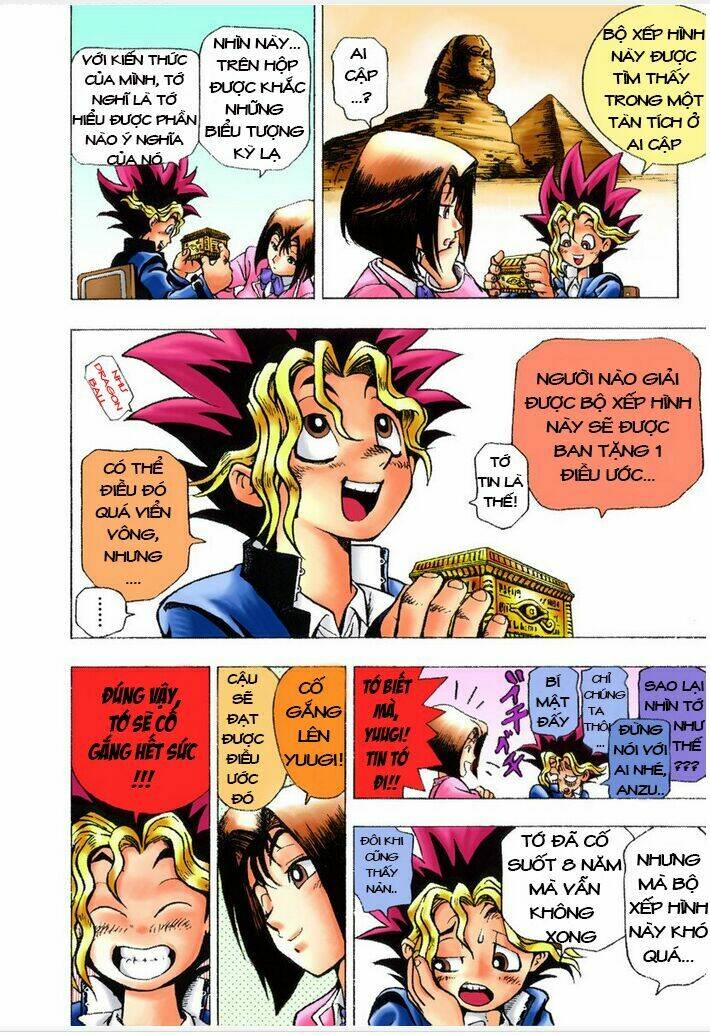 BỘ XẾP HÌNH
NÀY ĐƯỢC
TÌM THẤY
TRONG MỘT
TÀN TÍCH Ở
AI CẬP
AI
CẬP
...?
NHÌN NÀY...
TRÊN HỘP
ĐƯỢC KHẮC
NHỮNG
BIỂU TƯỢNG
KỲ LẠ
VỚI KIẾN THỨC
CỦA MÌNH, TỚ
NGHĨ LÀ TỚ
HIỂU ĐƯỢC PHẦN
NÀO Ý NGHĨA
CỦA NÓ
NGƯỜI NÀO GIẢI
ĐƯỢC BỘ XẾP HÌNH
NÀY SẼ ĐƯỢC
BAN TẶNG 1
ĐIỀU ƯỚC...
TỚ
TIN LÀ
THẾ!
NHƯ
DRAGON
BALL
CÓ THỂ
ĐIỀU ĐÓ
QUÁ VIỂN
VÔNG,
NHƯNG
....
.....
SAO LẠI
NHÌN TỚ
NHƯ
THẾ
???
CHỈ
CHÚNG
TA
THÔI
...
ĐỪNG
NÓI VỚI
AI NHÉ,
ANZU..
BÍ
MẬT
ĐẤY
ビィチグィチ
TỚ BIẾT
MÀ,
YUUGI!
TIN TỚ
ĐI!!
NHƯNG
MÀ BỘ
XẾP HÌNH
NÀY KHÓ
QUÁ...
TỚ ĐÃ CỐ
SUỐT 8 NĂM
MÀ VẪN
KHÔNG
XONG
ĐÔI KHI
CŨNG
THẤY
NẢN..
CỐ
GẮNG
LÊN
YUUGI!
CẬU
SẼ
ĐẠT
ĐƯỢC
ĐIỀU
ƯỚC
ĐÓ
ĐÚNG VẬY,
TỚ SẼ CỐ
GẮNG HẾT SỨC
!!!